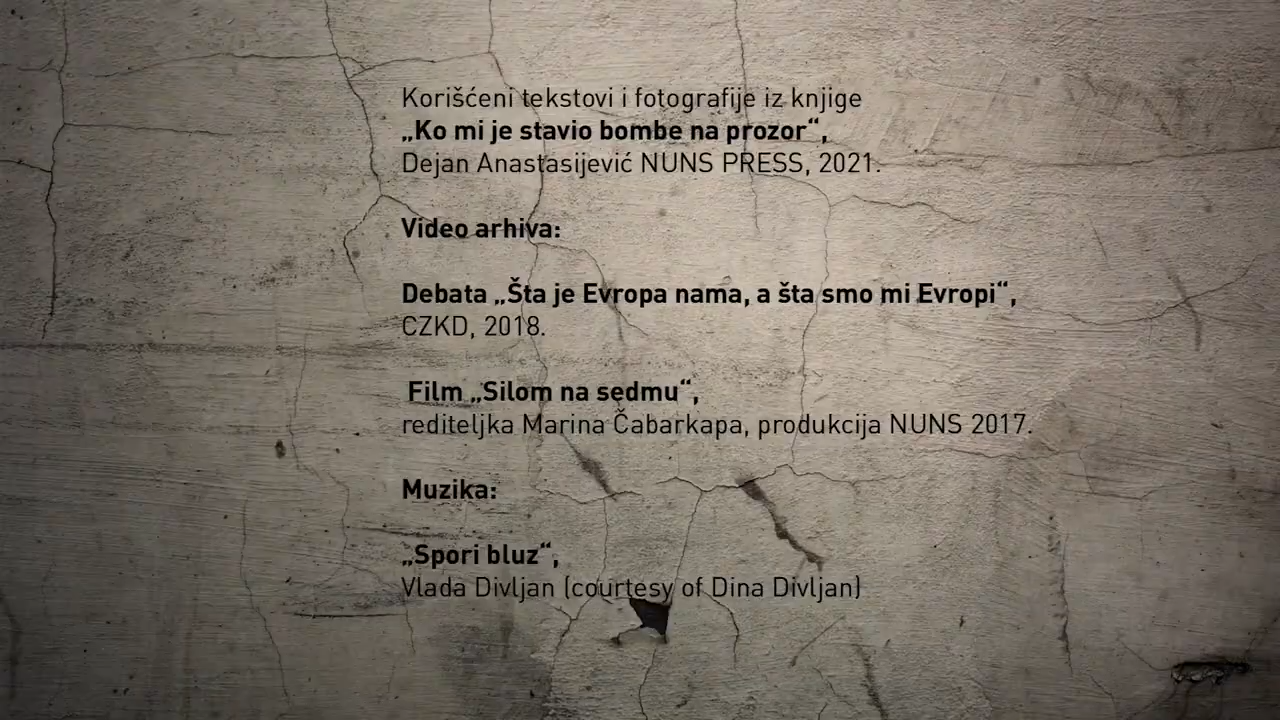 Korišćeni tekstovi i fotografije iz knjige
„Ko mi je stavio bombe na prozor“,
Dejan Anastasijević NUNS PRESS, 2021.
Video arhiva:
Debata „Šta je Evropa nama, a šta smo mi Evropi“,
CZKD, 2018.
Film „Silom na sedmu“,
rediteljka Marina Čabarkapa, produkcija NUNS 2017.
Muzika:
„Spori bluz“,
Vlada Divljan (courtesy of Dina Divljan)